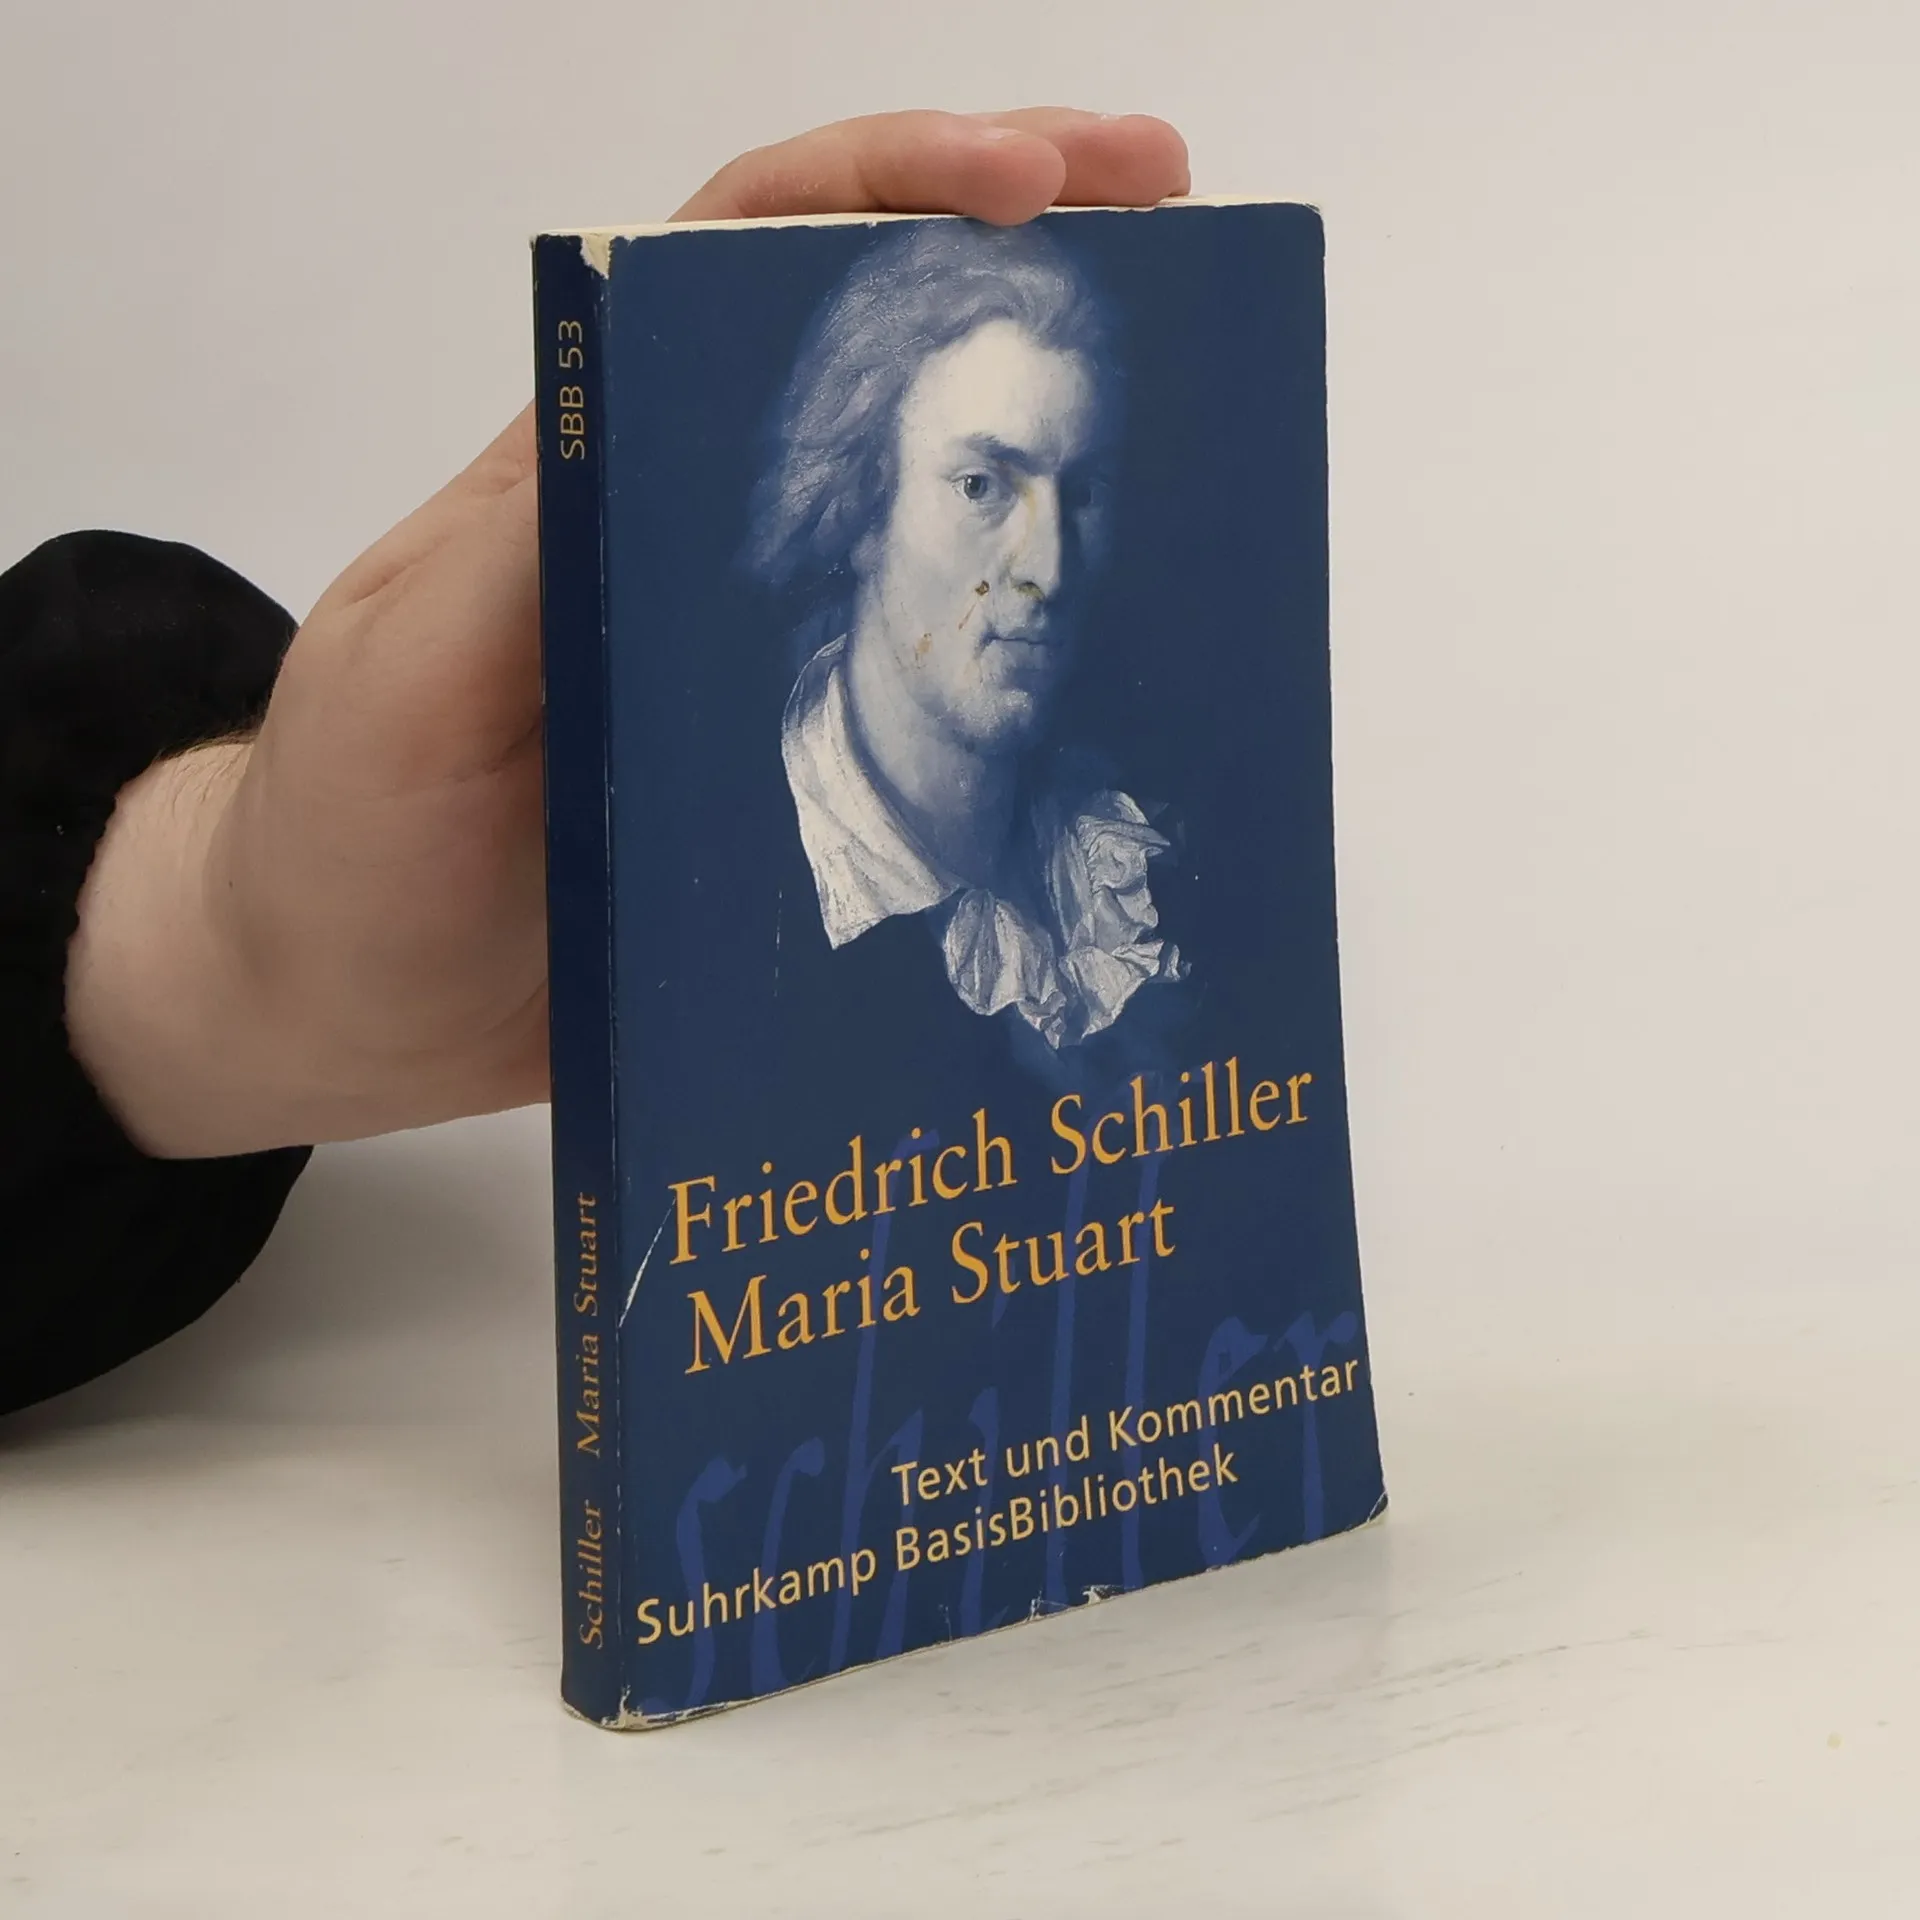 SBB 53
Schiller Maria Stuart
Friedrich Schiller
Maria Stuart
schiller
Text und Kommentar
Suhrkamp BasisBibliothek